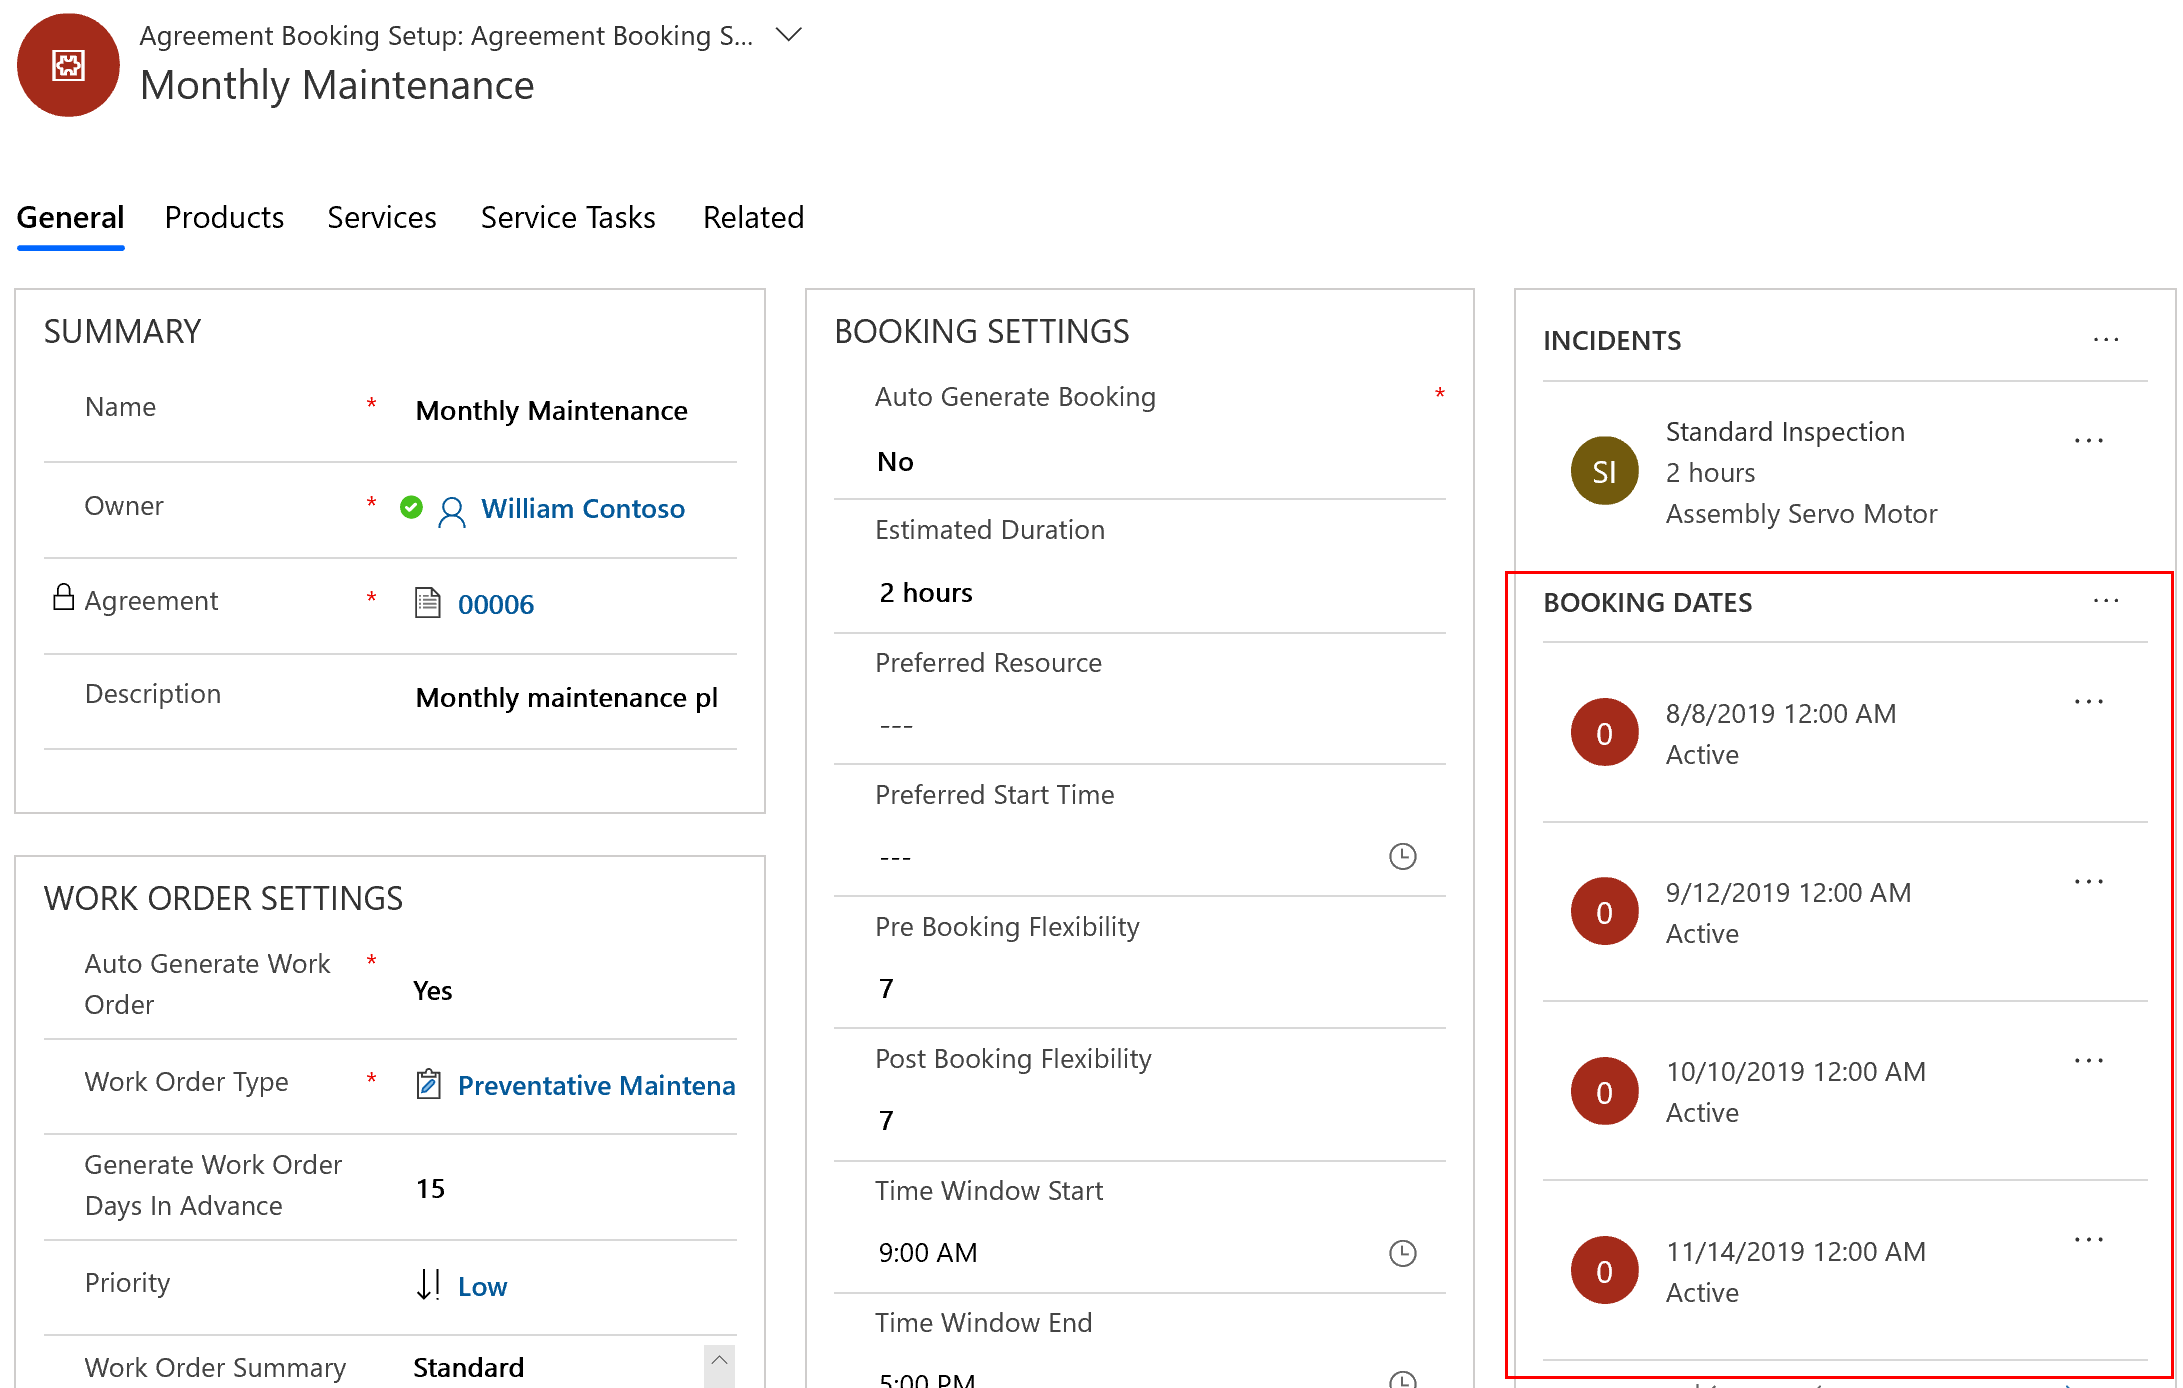 Agreement Booking Setup: Agreement Booking S...
Monthly Maintenance
General
Products
Services
Service Tasks
Related
SUMMARY
Name * Monthly Maintenance
Owner * William Contoso
Agreement * 00006
Description Monthly maintenance pl
WORK ORDER SETTINGS
Auto Generate Work * Yes
Order
Work Order Type * Preventative Maintena
Generate Work Order 15
Days In Advance
Priority Low
Work Order Summary Standard
BOOKING SETTINGS
Auto Generate Booking *
No
Estimated Duration
2 hours
Preferred Resource
---
Preferred Start Time
---
Pre Booking Flexibility
7
Post Booking Flexibility
7
Time Window Start
9:00 AM
Time Window End
5:00 PM
INCIDENTS ...
SI
Standard Inspection ...
2 hours
Assembly Servo Motor
BOOKING DATES ...
0
8/8/2019 12:00 AM ...
Active
0
9/12/2019 12:00 AM ...
Active
0
10/10/2019 12:00 AM ...
Active
0
11/14/2019 12:00 AM ...
Active